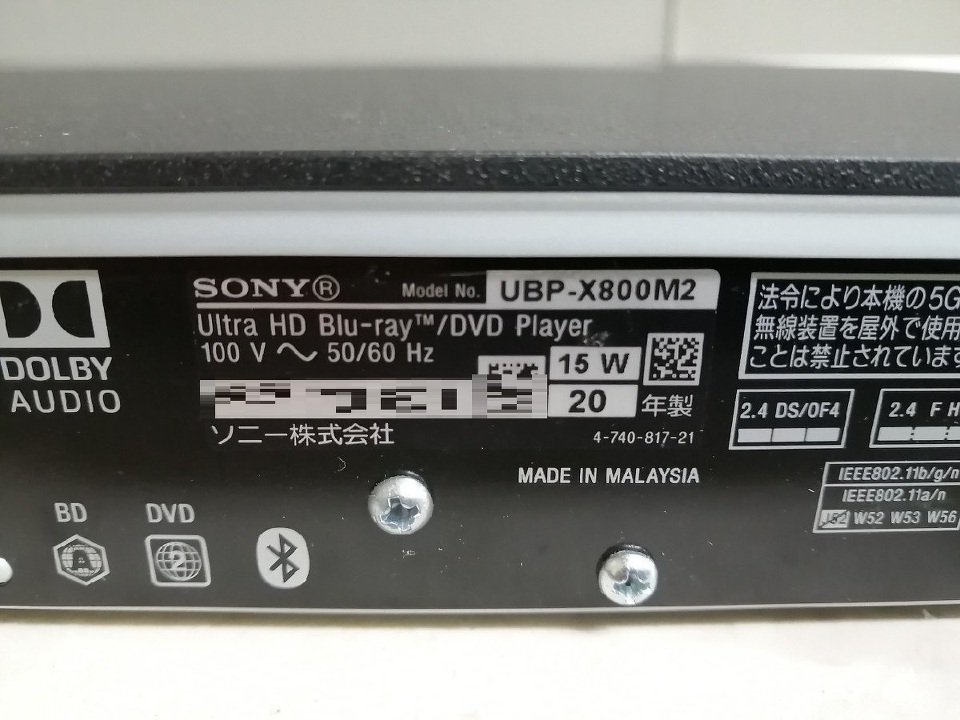 DOLBY
AUDIO
SONY®
Model No. UBP-X800M2
Ultra HD Blu-ray™/DVD Player
100 V ~ 50/60 Hz
15 W
20 年製
ソニー株式会社
4-740-817-21
MADE IN MALAYSIA
BD
A
DVD
2
法令により本機の5G
無線装置を屋外で使用
ことは禁止されています
2.4 DS/OF4
2.4 F H
IEEE802.11b/g/n
IEEE802.11a/n
J52 W52 W53 W56